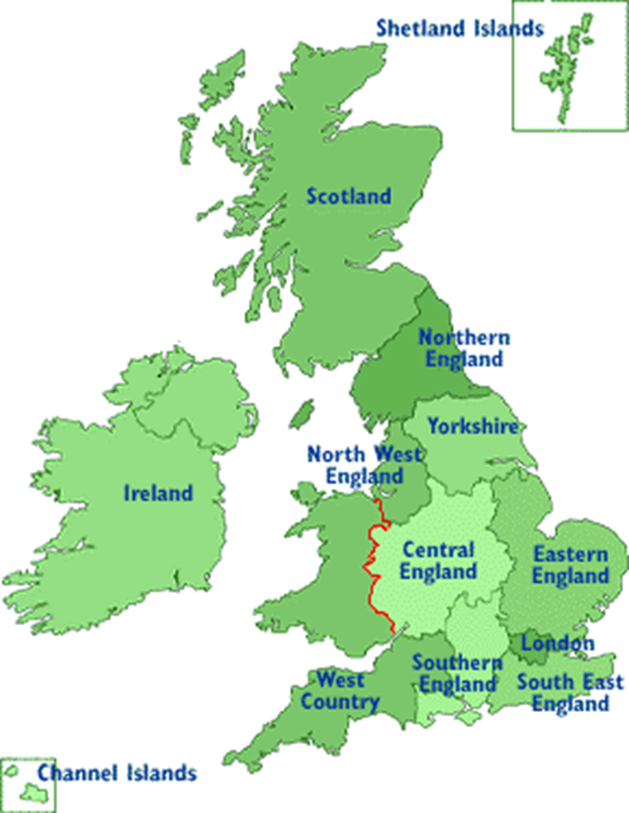 Shetland Islands
Scotland
Northern
England
Yorkshire
North West
England
Ireland
Central
England
Eastern
England
London
Southern
England
South East
England
West
Country
Channel Islands